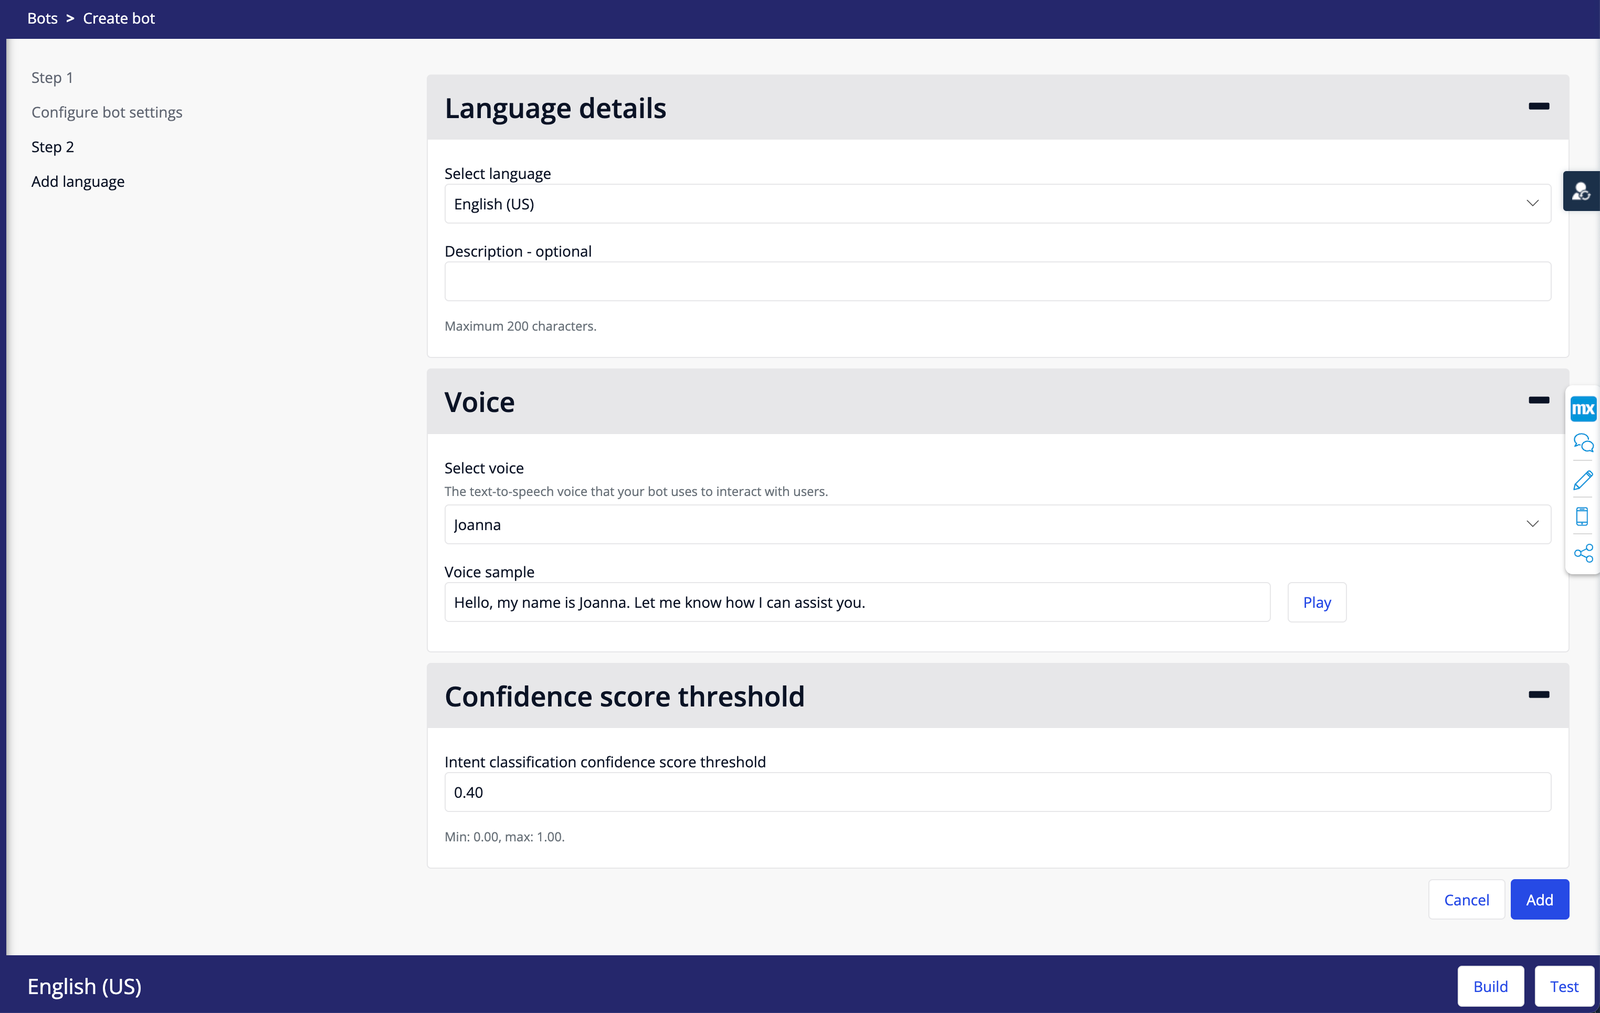 Bots > Create bot
Step 1
Configure bot settings
Step 2
Add language
Language details
Select language
English (US)
Description - optional
Maximum 200 characters.
Voice
Select voice
The text-to-speech voice that your bot uses to interact with users.
Joanna
Voice sample
Hello, my name is Joanna. Let me know how I can assist you.
Play
Confidence score threshold
Intent classification confidence score threshold
0.40
Min: 0.00, max: 1.00.
Cancel
Add
mx
English (US)
Build
Test